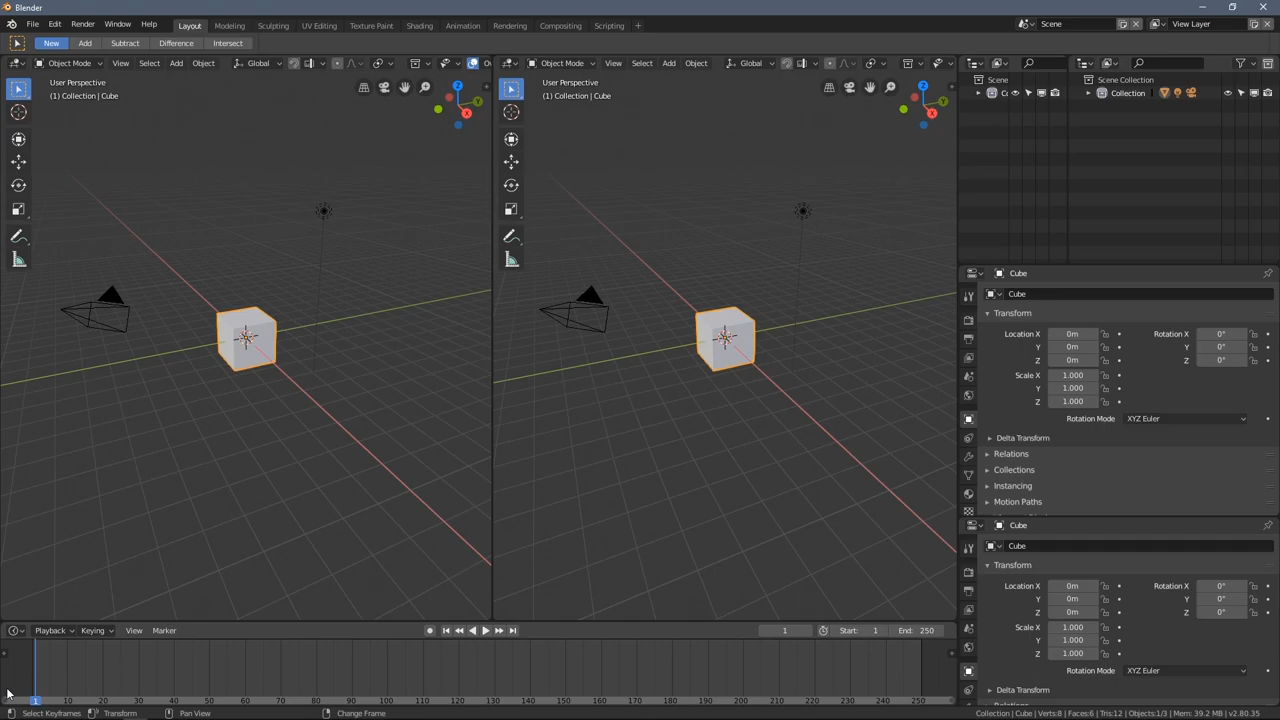 Blender
File Edit Render Window Help Layout Modeling Sculpting UV Editing Texture Paint Shading Animation Rendering Compositing Scripting + Scene View Layer
New Add Subtract Difference Intersect
Object Mode View Select Add Object Global
Object Mode View Select Add Object Global
User Perspective
(1) Collection | Cube
User Perspective
(1) Collection | Cube
Z
Y
X
Z
Y
X
Scene
Scene Collection
Collection
Cube
Cube
Transform
Location X 0m Rotation X 0°
Y 0m Y 0°
Z 0m Z 0°
Scale X 1.000
Y 1.000
Z 1.000
Rotation Mode XYZ Euler
Delta Transform
Relations
Collections
Instancing
Motion Paths
Cube
Cube
Transform
Location X 0m Rotation X 0°
Y 0m Y 0°
Z 0m Z 0°
Scale X 1.000
Y 1.000
Z 1.000
Rotation Mode XYZ Euler
Delta Transform
Playback Keying View Marker 1 Start: 1 End: 250
1 10 20 30 40 50 60 70 80 90 100 110 120 130 140 150 160 170 180 190 200 210 220 230 240 250
Select Keyframes Transform Pan View Change Frame Collection | Cube | Verts:8 | Faces:6 | Tris:12 | Objects:1/3 | Mem: 39.2 MB | v2.80.35